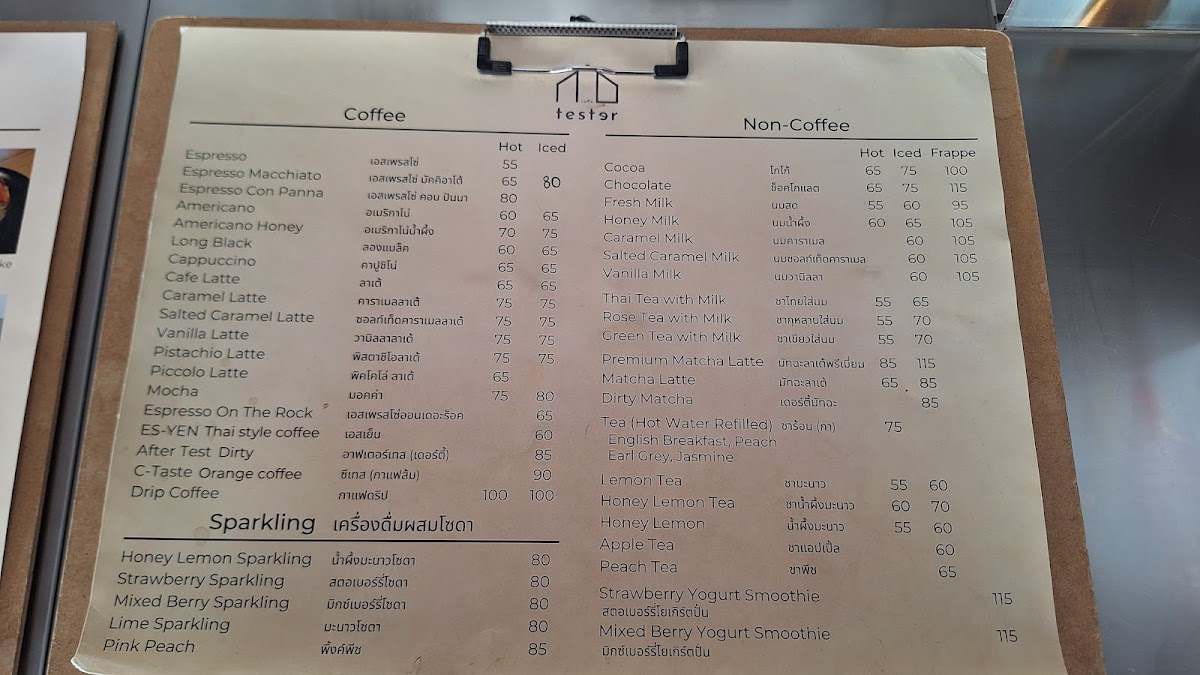 ke
tester
Coffee
Hot Iced
Espresso เอสเพรสโซ่ 55
Espresso Macchiato เอสเพรสโซ่ มัคคิอาโต้ 65 80
Espresso Con Panna เอสเพรสโซ่ คอน ปันนา 80
Americano อเมริกาโน่ 60 65
Americano Honey อเมริกาโน่น้ำผึ้ง 70 75
Long Black ลองแบล็ค 60 65
Cappuccino คาปูชิโน่ 65 65
Cafe Latte ลาเต้ 65 65
Caramel Latte คาราเมลลาเต้ 75 75
Salted Caramel Latte ซอลท์เก็ตคาราเมลลาเต้ 75 75
Vanilla Latte วานิลลาลาเต้ 75 75
Pistachio Latte พิสตาชิโอลาเต้ 75 75
Piccolo Latte พิคโคโล่ ลาเต้ 65
Mocha มอคค่า 75 80
Espresso On The Rock เอสเพรสโซ่ออนเดอะร็อค 65
ES-YEN Thai style coffee เอสเย็น 60
After Test Dirty อาฟเตอร์เทส (เดอร์ตี้) 85
C-Taste Orange coffee ซีเทส (กาแฟส้ม) 90
Drip Coffee กาแฟดริป 100 100
Sparkling เครื่องดื่มผสมโซดา
Honey Lemon Sparkling น้ำผึ้งมะนาวโซดา 80
Strawberry Sparkling สตอเบอร์รี่โซดา 80
Mixed Berry Sparkling มิกซ์เบอร์รี่โซดา 80
Lime Sparkling มะนาวโซดา 80
Pink Peach พิ้งค์พีช 85
Non-Coffee
Hot Iced Frappe
Cocoa โกโก้ 65 75 100
Chocolate ช็อคโกแลต 65 75 115
Fresh Milk นมสด 55 60 95
Honey Milk นมน้ำผึ้ง 60 65 105
Caramel Milk นมคาราเมล 60 105
Salted Caramel Milk นมซอลท์เก็ตคาราเมล 60 105
Vanilla Milk นมวานิลลา 60 105
Thai Tea with Milk ชาไทยใส่นม 55 65
Rose Tea with Milk ชากุหลาบใส่นม 55 70
Green Tea with Milk ชาเขียวใส่นม 55 70
Premium Matcha Latte มัทฉะลาเต้พรีเมี่ยม 85 115
Matcha Latte มัทฉะลาเต้ 65 85
Dirty Matcha เดอร์ตี้มัทฉะ 85
Tea (Hot Water Refilled) ชาร้อน (กา) 75
English Breakfast, Peach
Earl Grey, Jasmine
Lemon Tea ชามะนาว 55 60
Honey Lemon Tea ชาน้ำผึ้งมะนาว 60 70
Honey Lemon น้ำผึ้งมะนาว 55 60
Apple Tea ชาแอปเปิ้ล 60
Peach Tea ชาพีช 65
Strawberry Yogurt Smoothie 115
สตอเบอร์รี่โยเกิร์ตปั่น
Mixed Berry Yogurt Smoothie 115
มิกซ์เบอร์รี่โยเกิร์ตปั่น